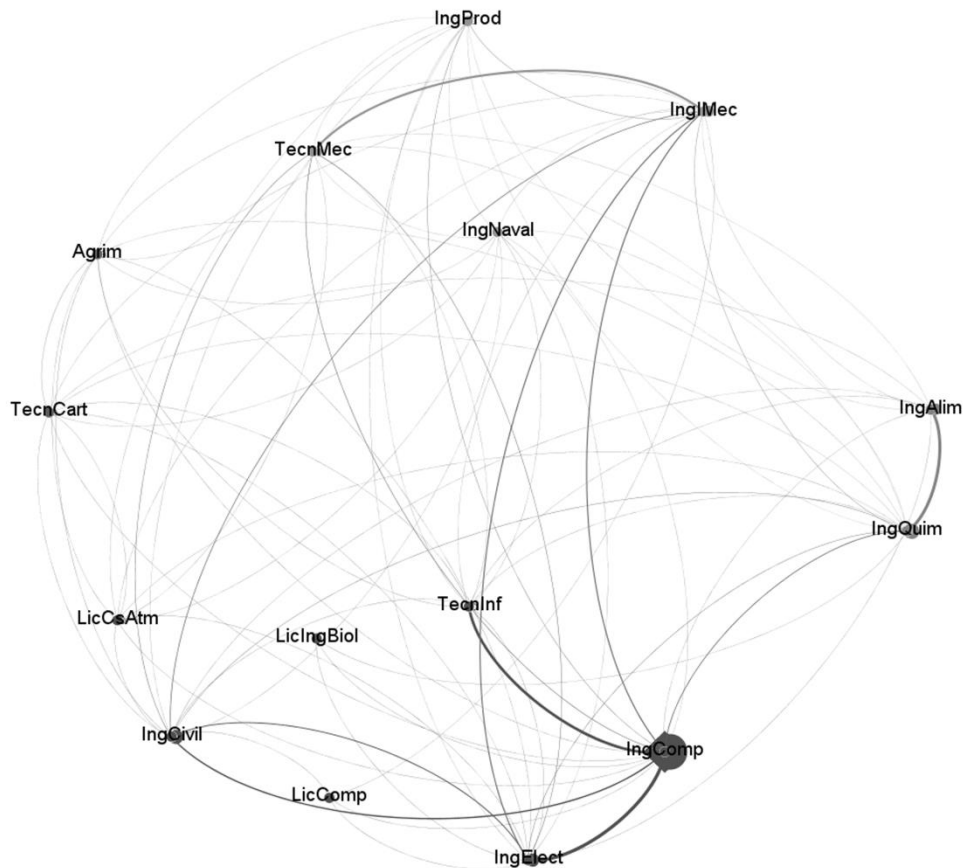 IngProd
IngIMec
TecnMec
IngNaval
Agrim
TecnCart
IngAlim
IngQuim
TecnInf
LicCsAtm
LicIngBiol
IngCivil
IngComp
LicComp
IngElect